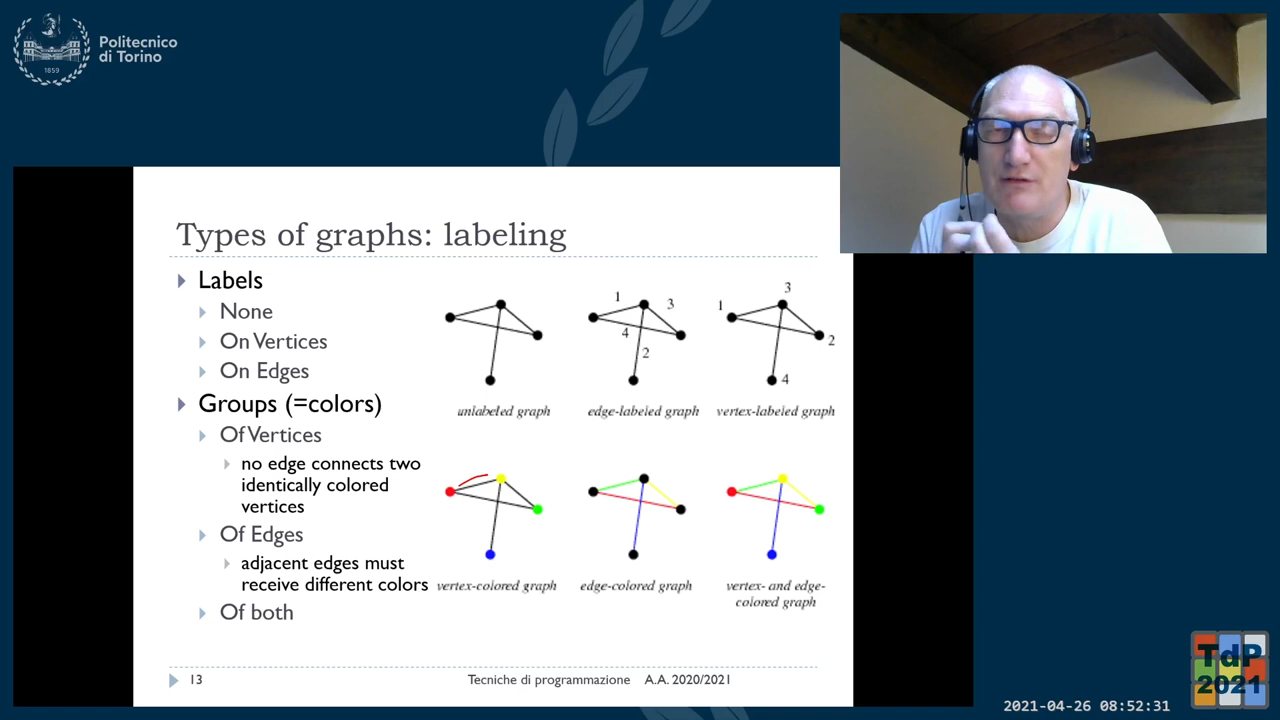 Politecnico
di Torino
1859
Types of graphs: labeling
Labels
None
On Vertices
On Edges
Groups (=colors)
Of Vertices
no edge connects two
identically colored
vertices
Of Edges
adjacent edges must
receive different colors
Of both
1
3
4
2
1
3
2
4
unlabeled graph
edge-labeled graph
vertex-labeled graph
vertex-colored graph
edge-colored graph
vertex- and edge-
colored graph
13
Tecniche di programmazione A.A. 2020/2021
TdP
2021
2021-04-26 08:52:31